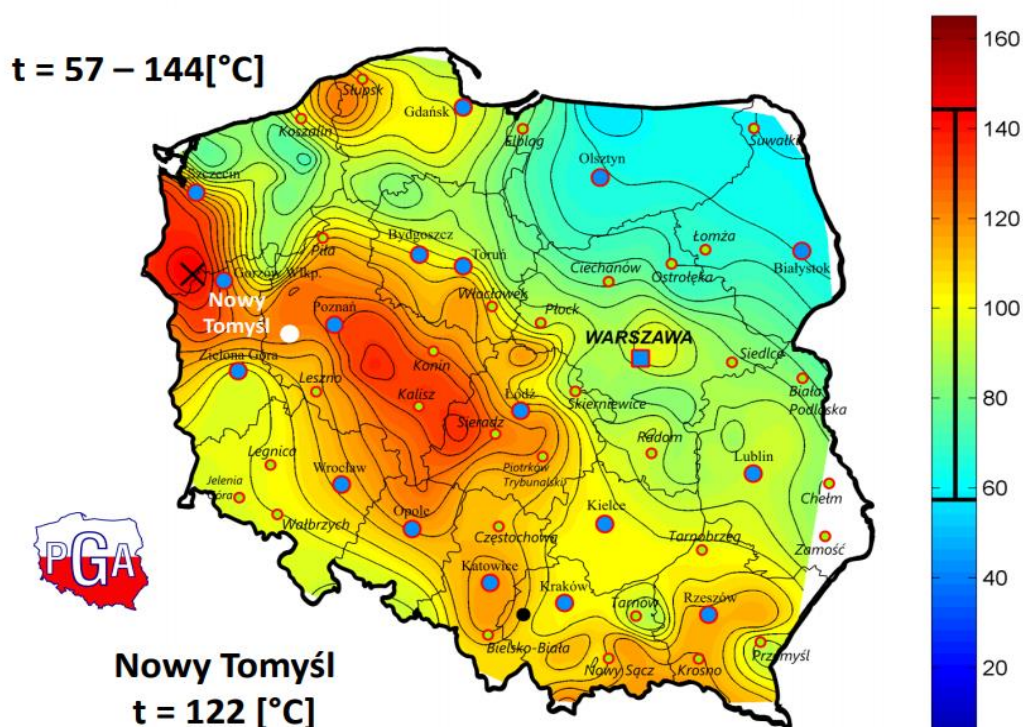 t = 57 – 144[°C]
160
140
120
100
80
60
40
20
Słupsk
Koszalin
Gdańsk
Elbląg
Suwałki
Olsztyn
Szczecin
Piła
Bydgoszcz
Toruń
Łomża
Ostrołęka
Białystok
Ciechanów
Gorzów Wlkp.
Włocławek
Płock
Nowy
Tomyśl
Poznań
WARSZAWA
Siedlce
Zielona Góra
Konin
Leszno
Kalisz
Łódź
Skierniewice
Biała
Podlaska
Sieradz
Radom
Legnica
Wrocław
Piotrków
Trybunalski
Lublin
Jelenia
Góra
Chełm
Wałbrzych
Opole
Kielce
Częstochowa
Tarnobrzeg
Zamość
PGA
Katowice
Kraków
Tarnów
Rzeszów
Bielsko-Biała
Nowy Sącz
Krosno
Przemyśl
Nowy Tomyśl
t = 122 [°C]